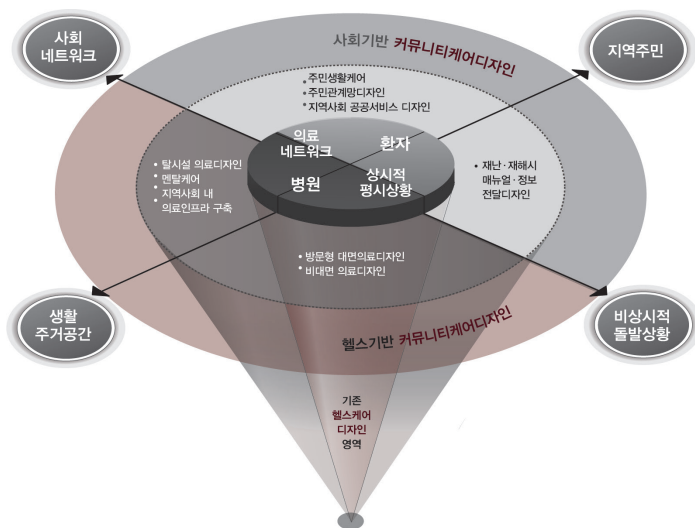 사회
네트워크
지역주민
사회기반 커뮤니티케어디자인
• 주민생활케어
• 주민관계망디자인
• 지역사회 공공서비스 디자인
의료
네트워크
환자
병원
상시적
평시상황
• 탈시설 의료디자인
• 멘탈케어
• 지역사회 내
• 의료인프라 구축
• 재난·재해시
매뉴얼·정보
전달디자인
• 방문형 대면의료디자인
• 비대면 의료디자인
생활
주거공간
비상시적
돌발상황
헬스기반 커뮤니티케어디자인
기존
헬스케어
디자인
영역